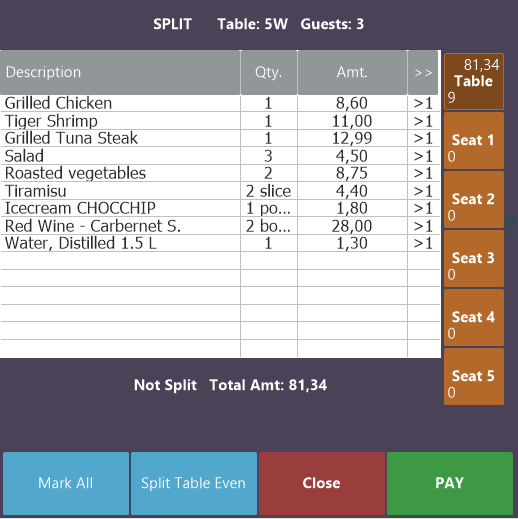 SPLIT Table: 5W Guests: 3
Description Qty. Amt. >>
Grilled Chicken 1 8,60 >1
Tiger Shrimp 1 11,00 >1
Grilled Tuna Steak 1 12,99 >1
Salad 3 4,50 >1
Roasted vegetables 2 8,75 >1
Tiramisu 2 slice 4,40 >1
Icecream CHOCCHIP 1 po... 1,80 >1
Red Wine - Carbernet S. 2 bo... 28,00 >1
Water, Distilled 1.5 L 1 1,30 >1
81,34
Table
9
Seat 1
0
Seat 2
0
Seat 3
0
Seat 4
0
Seat 5
0
Not Split Total Amt: 81,34
Mark All Split Table Even Close PAY